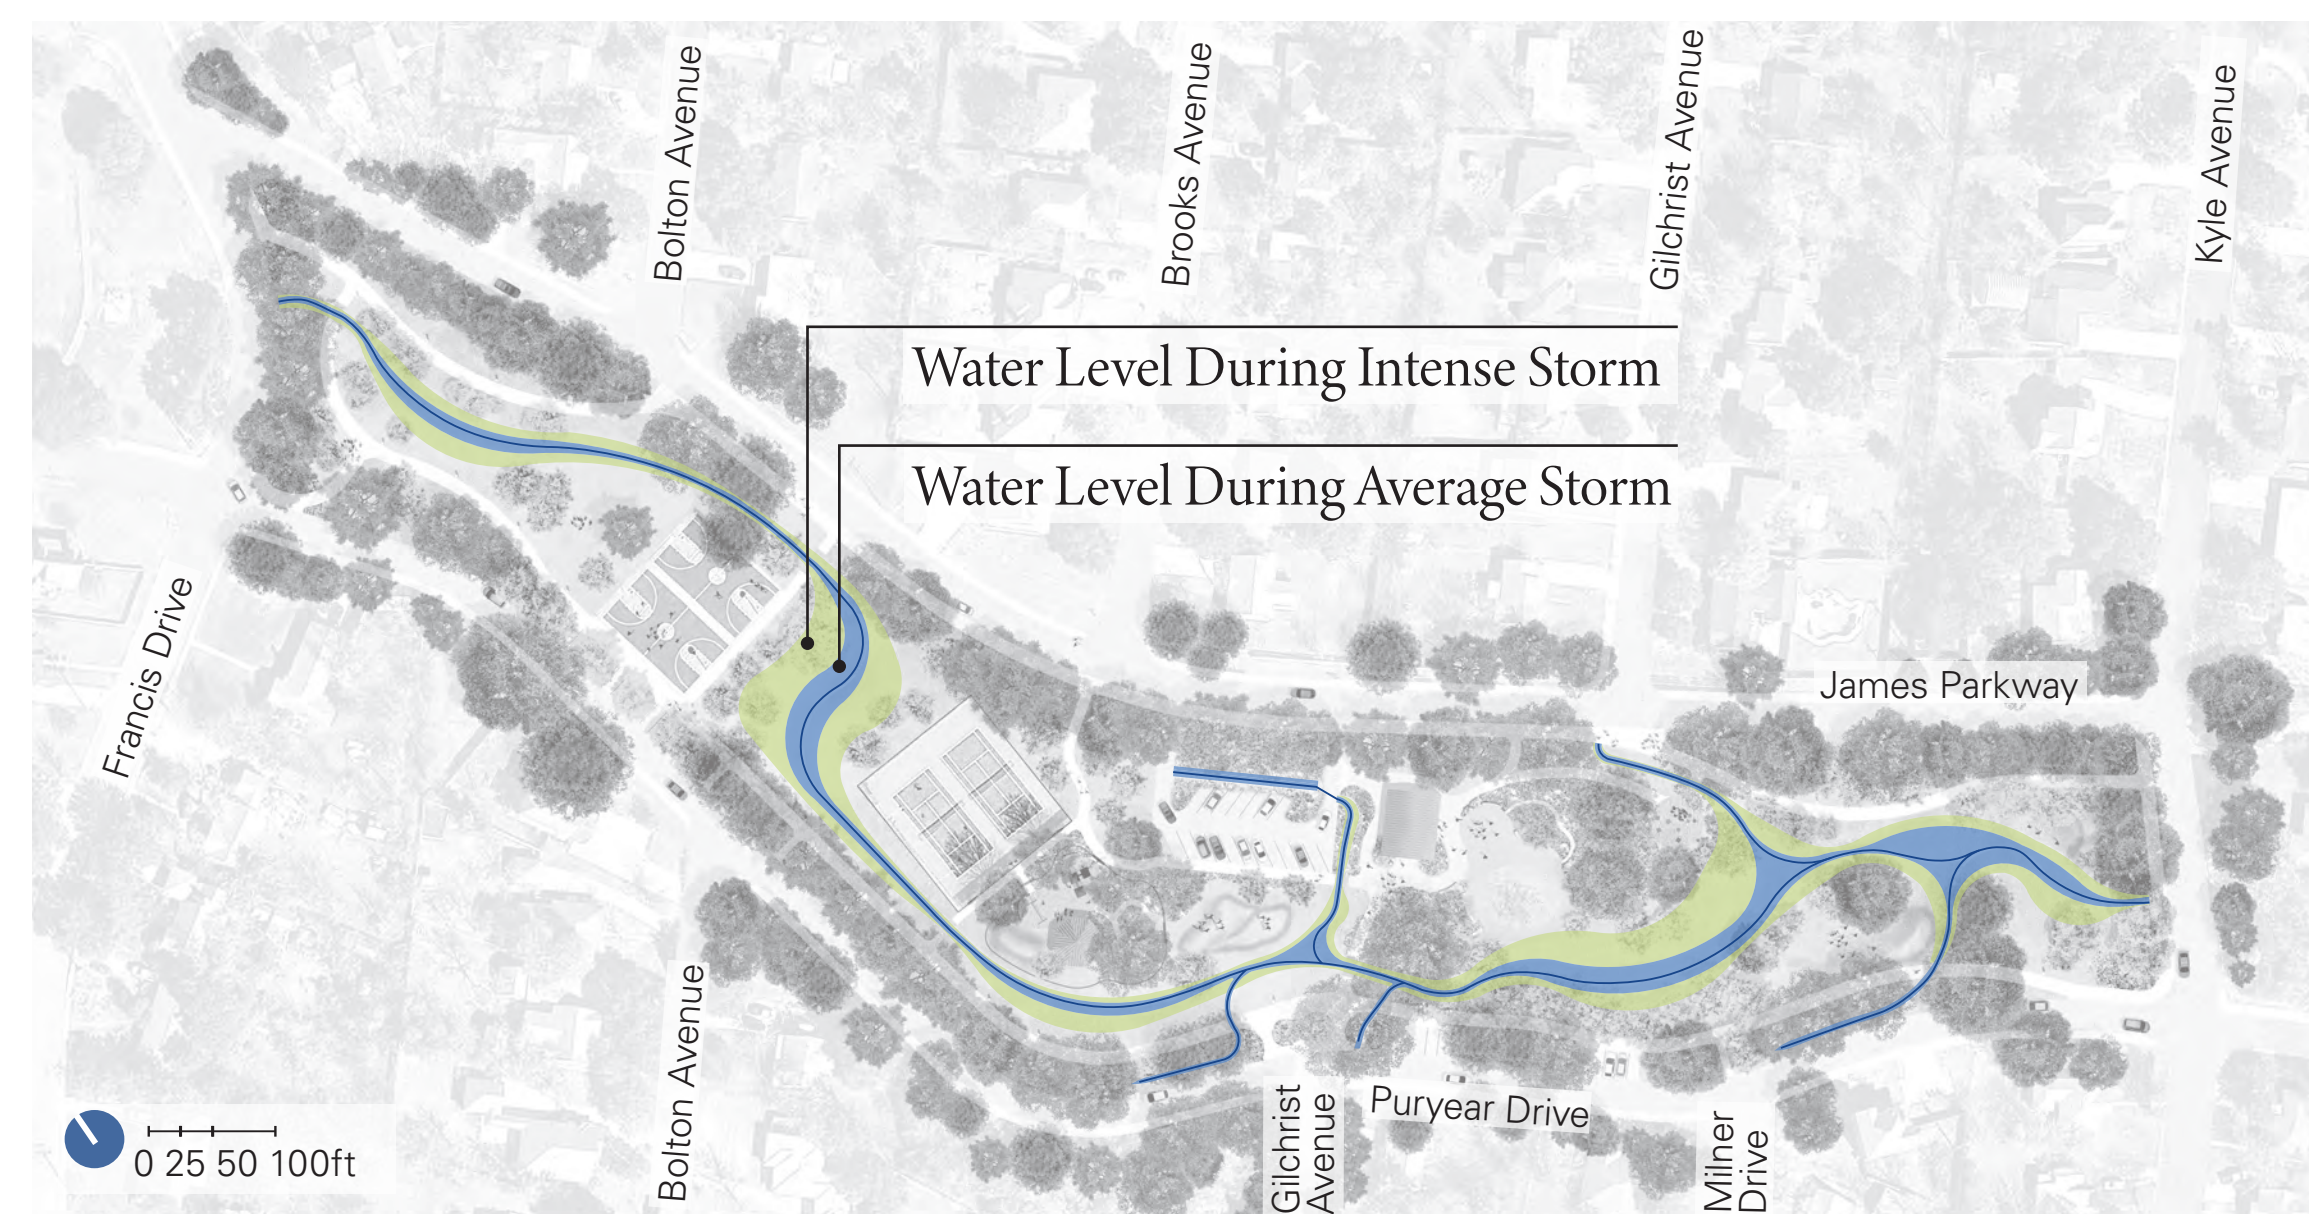 Bolton Avenue
Brooks Avenue
Gilchrist Avenue
Kyle Avenue
Water Level During Intense Storm
Water Level During Average Storm
Francis Drive
James Parkway
Bolton Avenue
Gilchrist
Avenue
Puryear Drive
Milner
Drive
0 25 50 100ft